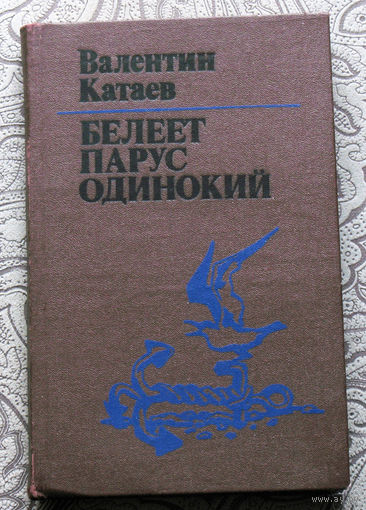 Валентин
Катаев
БЕЛЕЕТ
ПАРУС
ОДИНОКИЙ